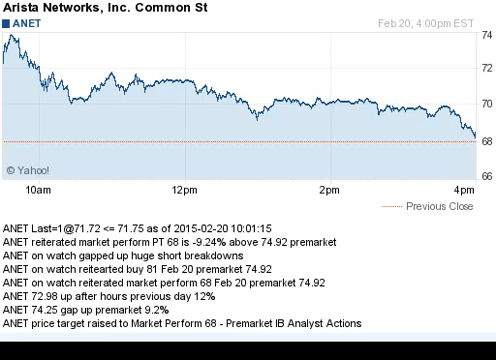 Arista Networks, Inc. Common St
ANET
Feb 20, 4:00pm EST
74
72
70
68
66
© Yahoo!
10am
12pm
2pm
4pm
Previous Close
ANET Last=1@71.72 <= 71.75 as of 2015-02-20 10:01:15
ANET reiterated market perform PT 68 is -9.24% above 74.92 premarket
ANET on watch gapped up huge short breakdowns
ANET on watch reitearted buy 81 Feb 20 premarket 74.92
ANET on watch reiterated market perform 68 Feb 20 premarket 74.92
ANET 72.98 up after hours previous day 12%
ANET 74.25 gap up premarket 9.2%
ANET price target raised to Market Perform 68 - Premarket IB Analyst Actions